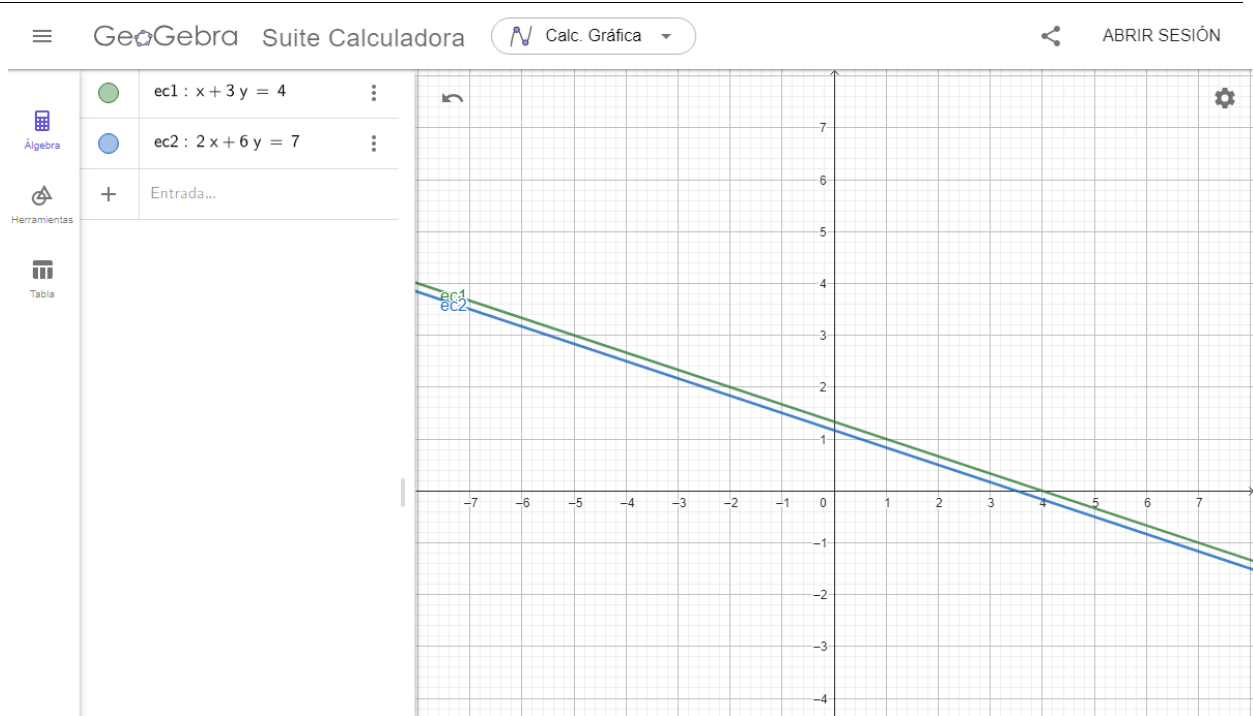 GeoGebra Suite Calculadora Calc. Gráfica ABRIR SESIÓN
Álgebra
Herramientas
Tabla
ec1 : x + 3 y = 4
ec2 : 2 x + 6 y = 7
+ Entrada...
ec1
ec2
7
6
5
4
3
2
1
–7 –6 –5 –4 –3 –2 –1 0 1 2 3 4 5 6 7
–1
–2
–3
–4